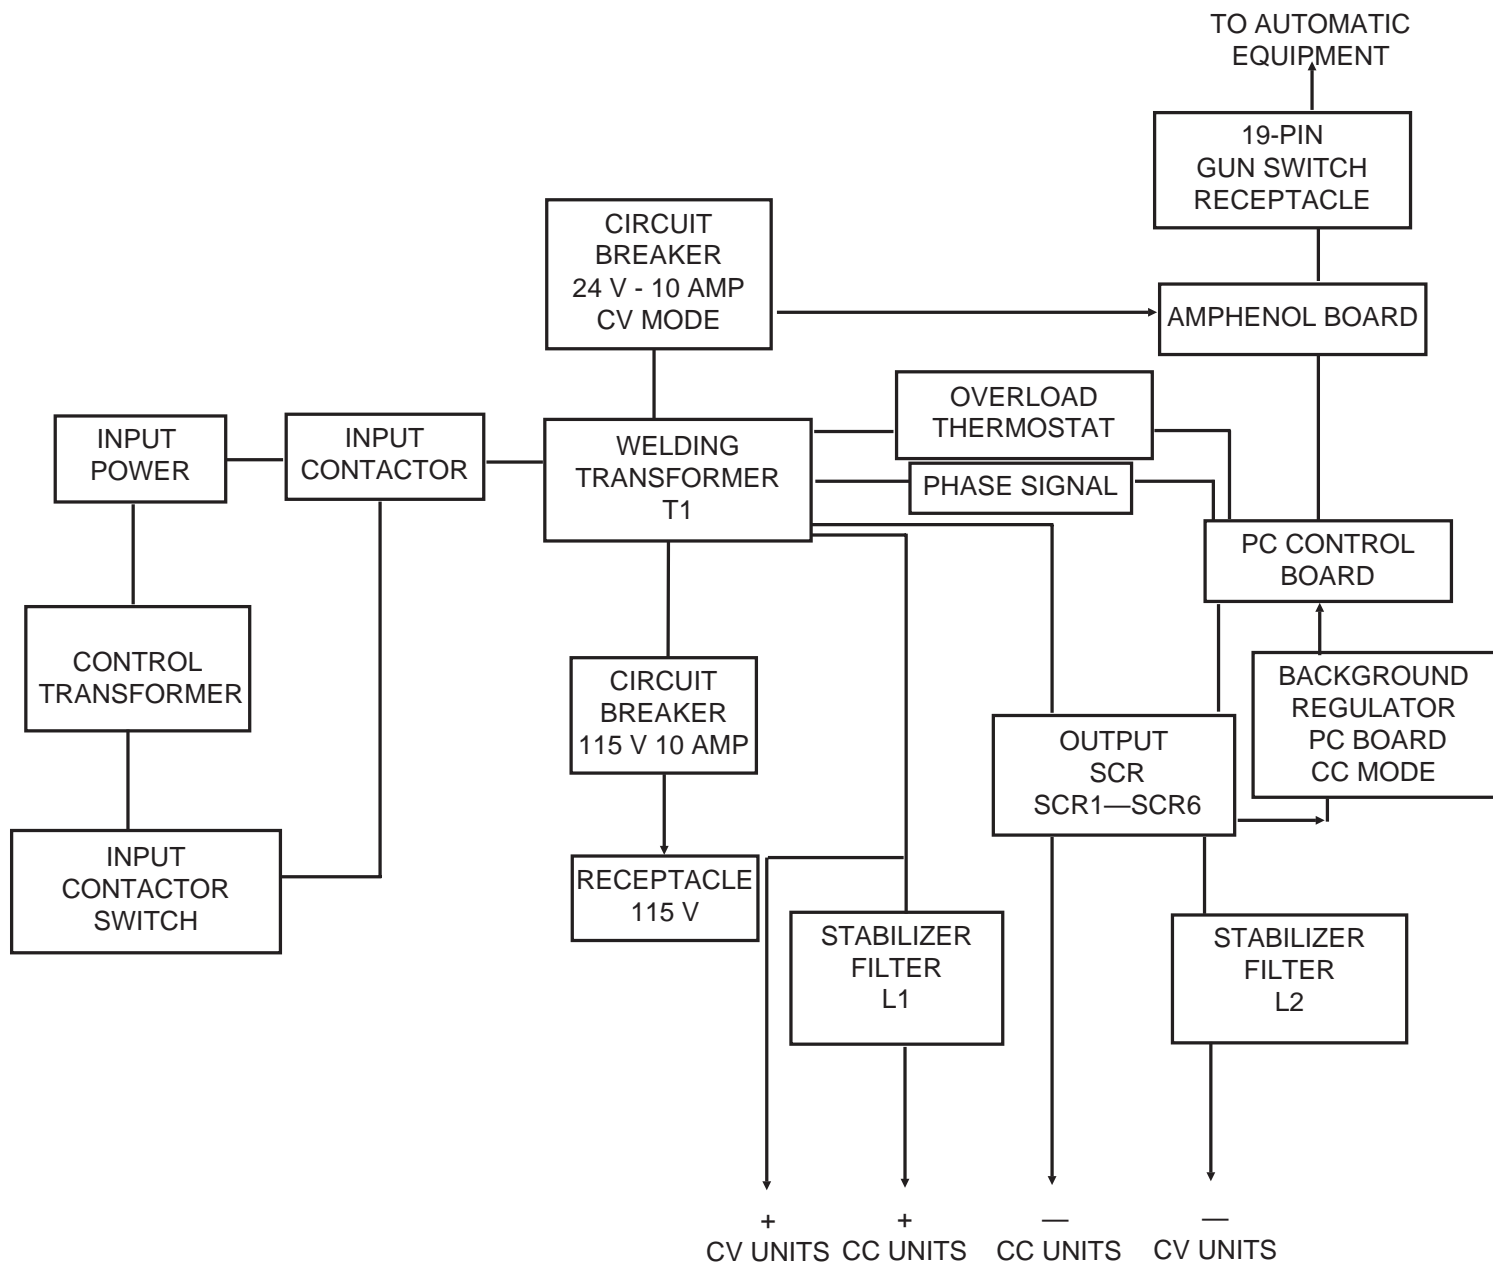 TO AUTOMATIC
EQUIPMENT
19-PIN
GUN SWITCH
RECEPTACLE
CIRCUIT
BREAKER
24 V - 10 AMP
CV MODE
AMPHENOL BOARD
OVERLOAD
THERMOSTAT
INPUT
POWER
INPUT
CONTACTOR
WELDING
TRANSFORMER
T1
PHASE SIGNAL
PC CONTROL
BOARD
CONTROL
TRANSFORMER
CIRCUIT
BREAKER
115 V 10 AMP
BACKGROUND
REGULATOR
PC BOARD
CC MODE
OUTPUT
SCR
SCR1—SCR6
INPUT
CONTACTOR
SWITCH
RECEPTACLE
115 V
STABILIZER
FILTER
L1
STABILIZER
FILTER
L2
+
CV UNITS
+
CC UNITS
—
CC UNITS
—
CV UNITS